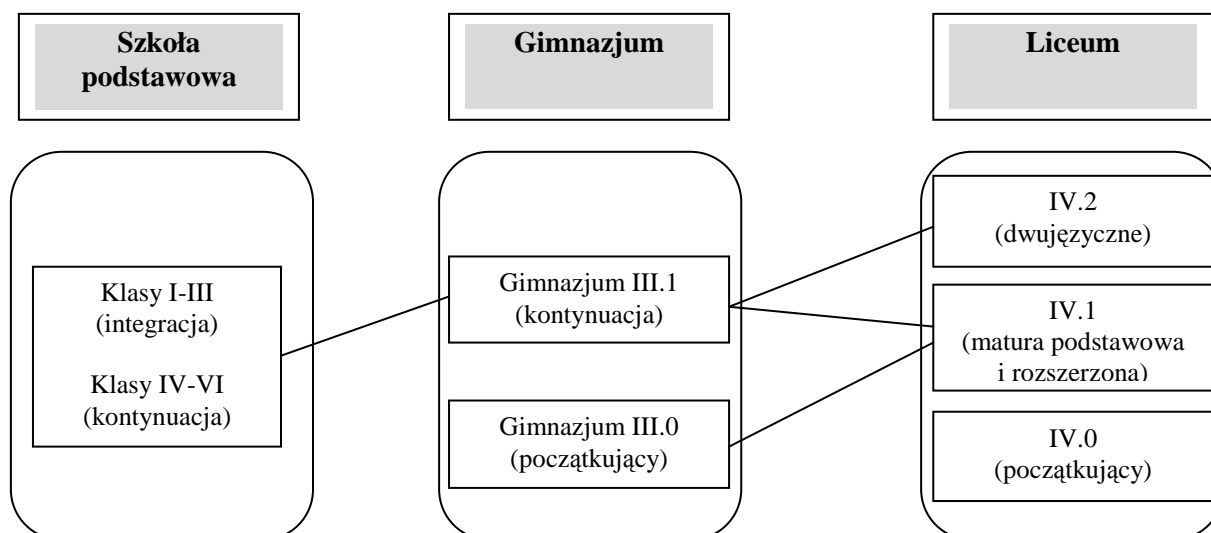 Szkoła
podstawowa
Gimnazjum
Liceum
Klasy I-III
(integracja)
Klasy IV-VI
(kontynuacja)
Gimnazjum III.1
(kontynuacja)
Gimnazjum III.0
(początkujący)
IV.2
(dwujęzyczne)
IV.1
(matura podstawowa
i rozszerzona)
IV.0
(początkujący)